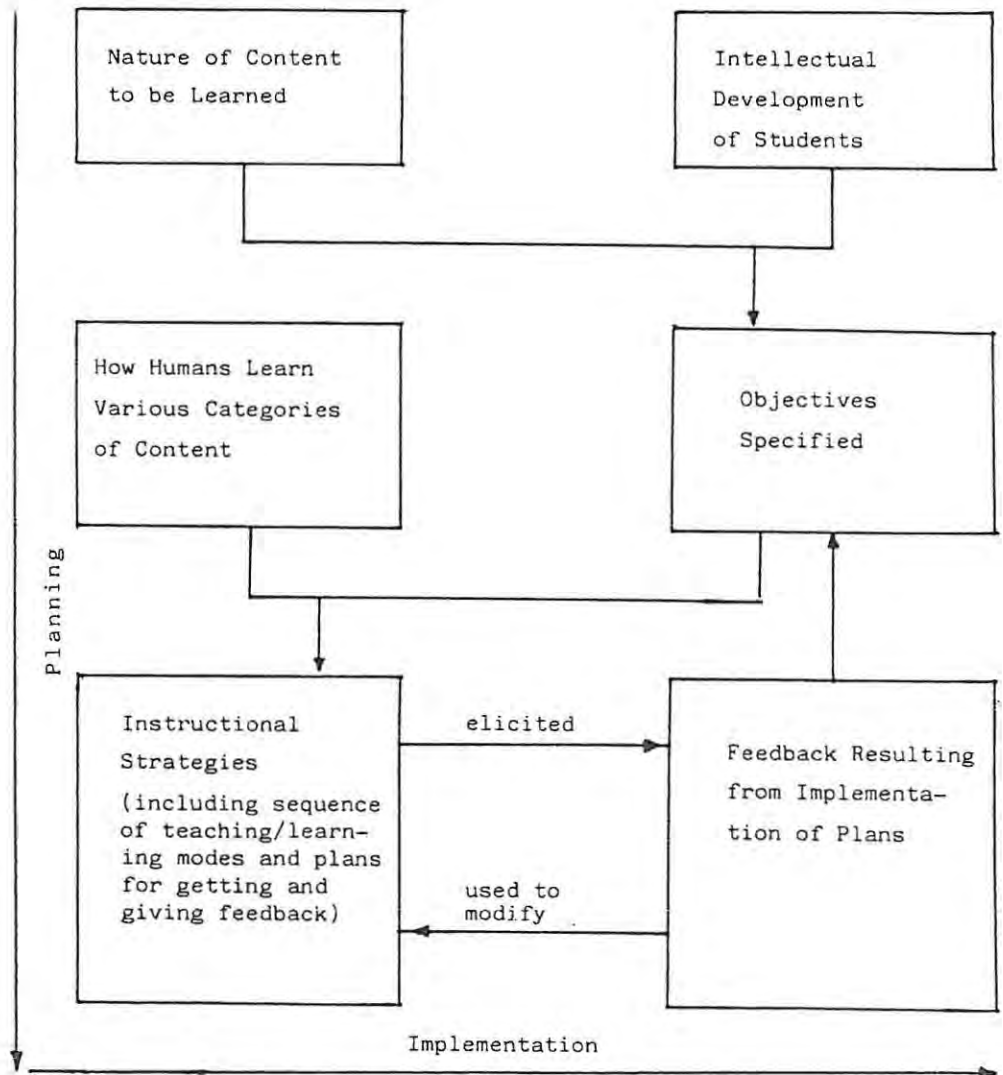 Nature of Content
to be Learned
Intellectual
Development
of Students
How Humans Learn
Various Categories
of Content
Objectives
Specified
Planning
Instructional
Strategies
(including sequence
of teaching/learn-
ing modes and plans
for getting and
giving feedback)
elicited
used to
modify
Feedback Resulting
from Implementa-
tion of Plans
Implementation